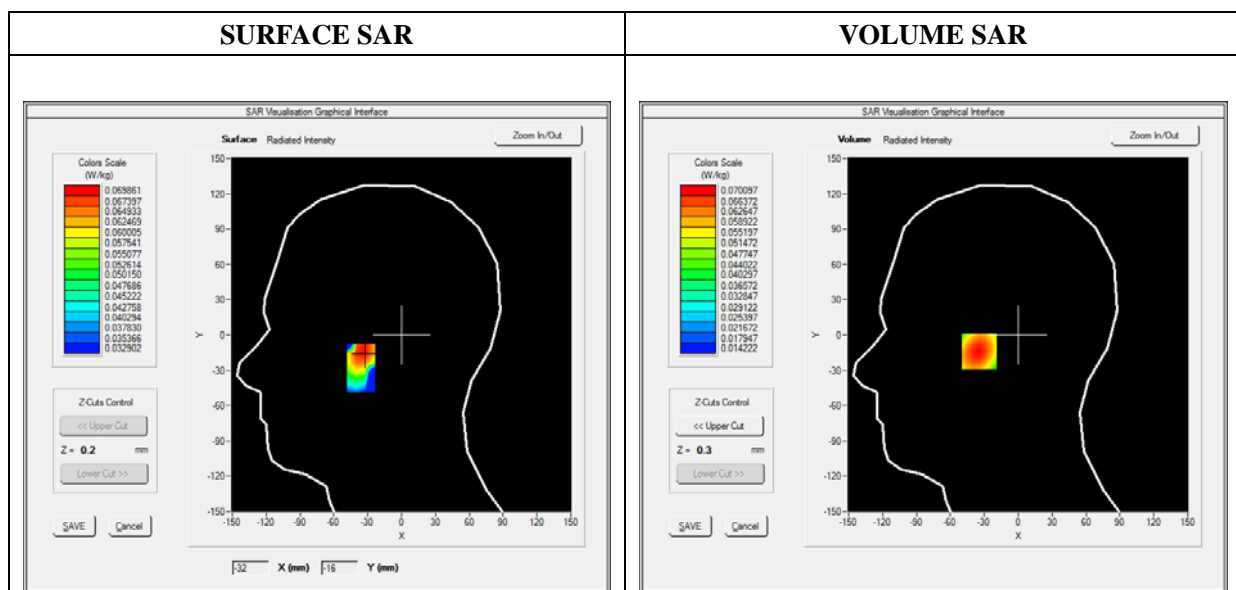 SURFACE SAR
VOLUME SAR
SAR Visualisation Graphical Interface
Surface Radiated Intensity
Zoom In/Out
Colors Scale
(W/kg)
0.069861
0.067397
0.064933
0.062469
0.060005
0.057541
0.055077
0.052614
0.050150
0.047686
0.045222
0.042758
0.040294
0.037830
0.035366
0.032902
Z-Cuts Control
<< Upper Cut
Z = 0.2 mm
Lower Cut >>
SAVE Cancel
150
120
90
60
30
0
-30
-60
-90
-120
-150
Y
-150 -120 -90 -60 -30 0 30 60 90 120 150
X
-32 X (mm) -16 Y (mm)
SAR Visualisation Graphical Interface
Volume Radiated Intensity
Zoom In/Out
Colors Scale
(W/kg)
0.070097
0.066372
0.062647
0.058922
0.055197
0.051472
0.047747
0.044022
0.040297
0.036572
0.032847
0.029122
0.025397
0.021672
0.017947
0.014222
Z-Cuts Control
<< Upper Cut
Z = 0.3 mm
Lower Cut >>
SAVE Cancel
150
120
90
60
30
0
-30
-60
-90
-120
-150
Y
-150 -120 -90 -60 -30 0 30 60 90 120 150
X